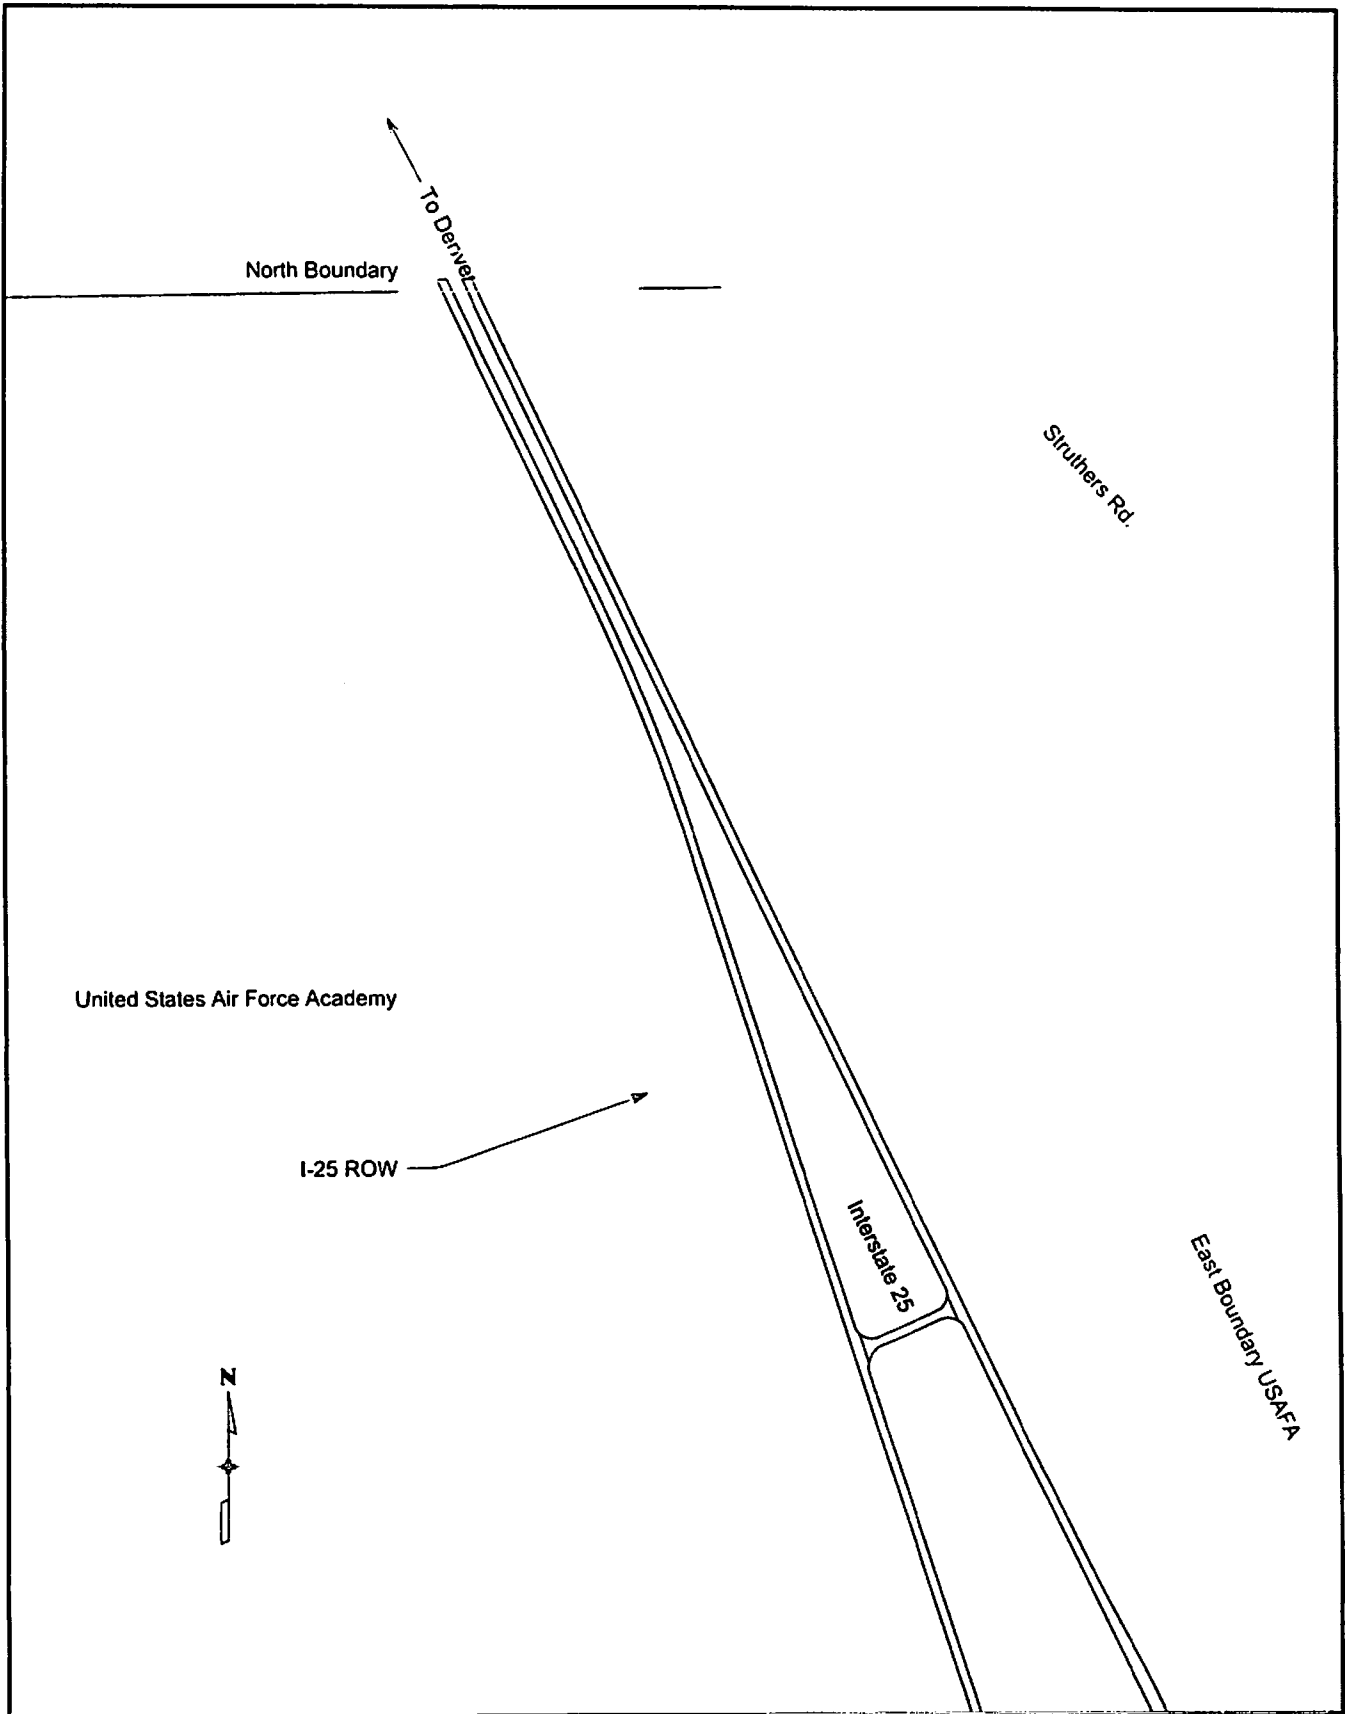 To Denver
North Boundary
Struthers Rd.
United States Air Force Academy
I-25 ROW
Interstate 25
East Boundary USAFA
N